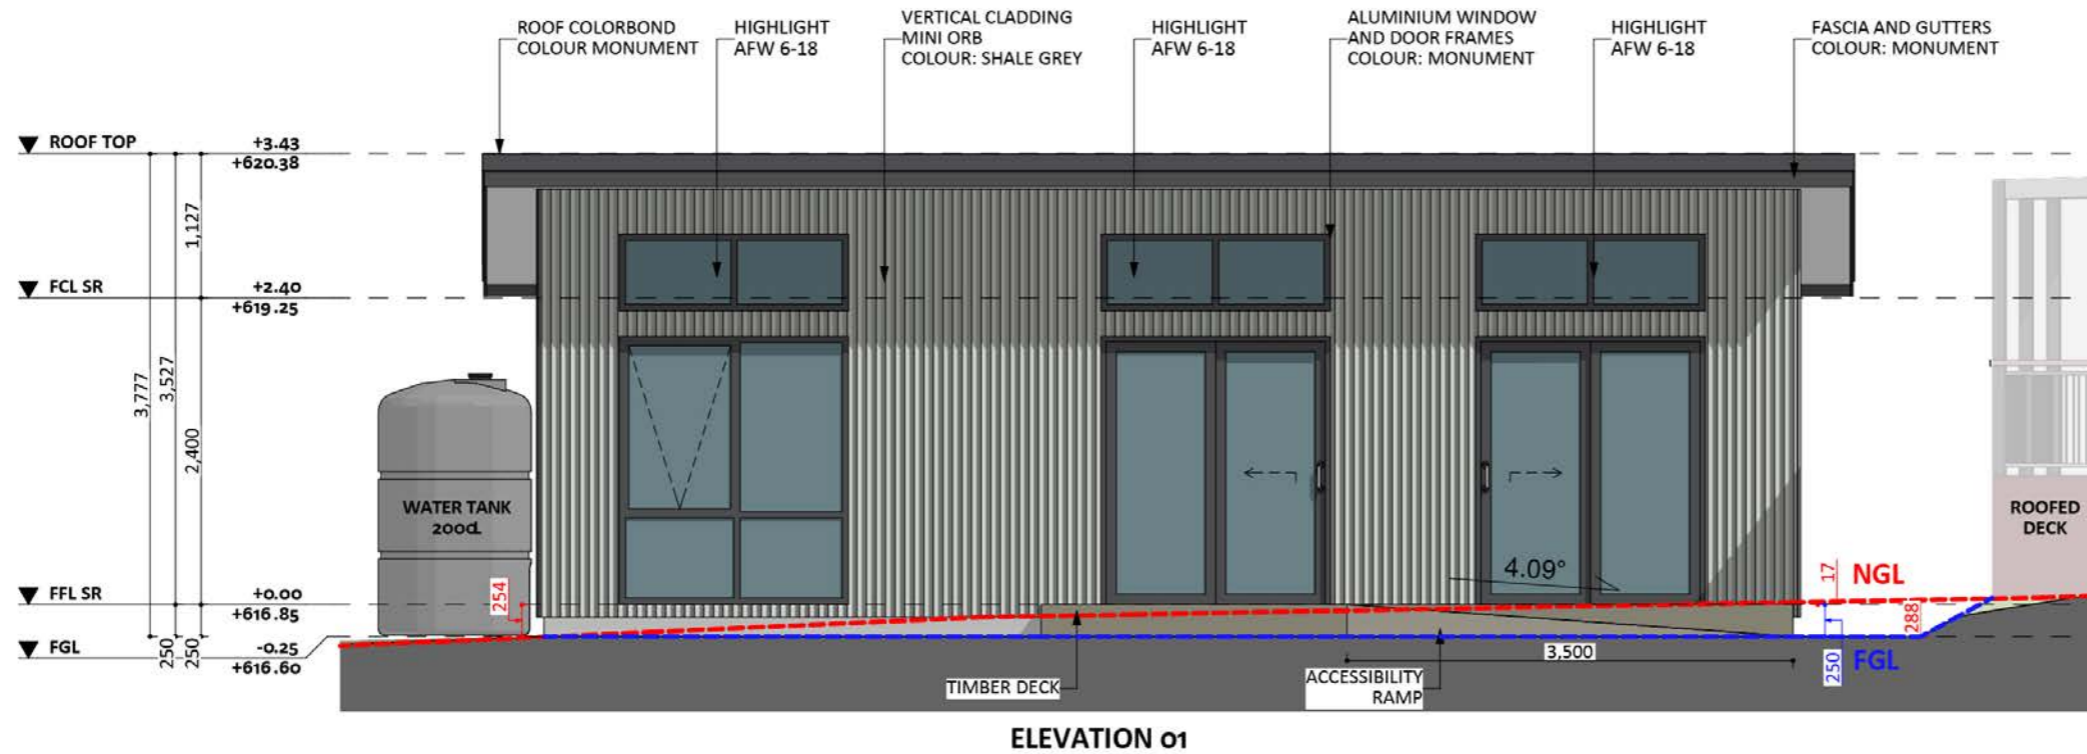 ROOF COLORBOND
COLOUR MONUMENT
HIGHLIGHT
AFW 6-18
VERTICAL CLADDING
MINI ORB
COLOUR: SHALE GREY
HIGHLIGHT
AFW 6-18
ALUMINIUM WINDOW
AND DOOR FRAMES
COLOUR: MONUMENT
HIGHLIGHT
AFW 6-18
FASCIA AND GUTTERS
COLOUR: MONUMENT
ROOF TOP
+3.43
+620.38
1,127
FCL SR
+2.40
+619.25
3,777
3,527
2,400
WATER TANK
2000L
ROOFED
DECK
4.09°
FFL SR
+0.00
+616.85
254
17
NGL
288
FGL
-0.25
+616.60
250
250
3,500
250
FGL
TIMBER DECK
ACCESSIBILITY
RAMP
ELEVATION 01